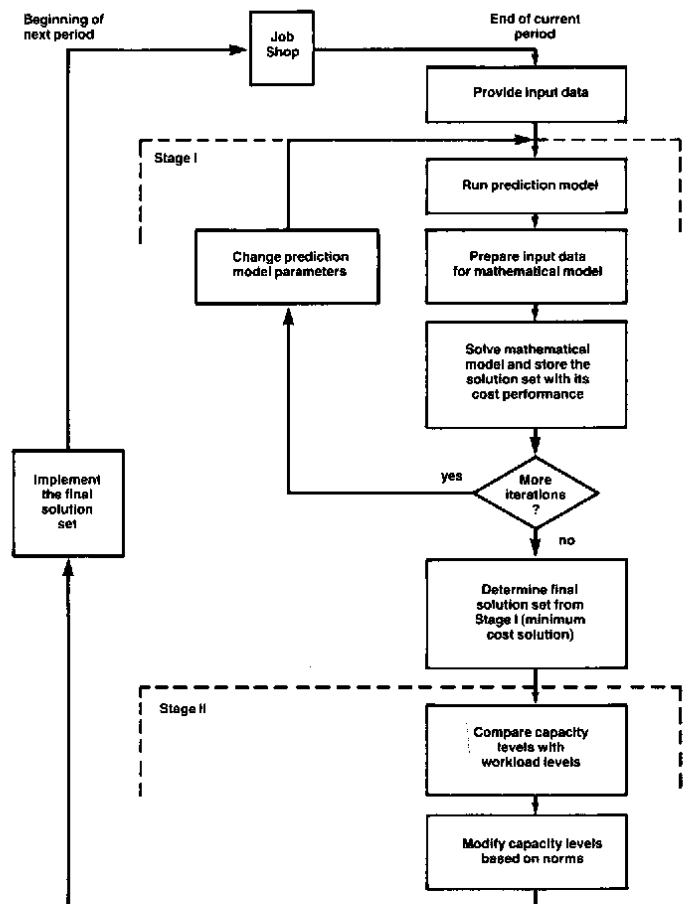 Beginning of
next period
Job
Shop
End of current
period
Provide input data
Stage I
Run prediction model
Change prediction
model parameters
Prepare input data
for mathematical model
Solve mathematical
model and store the
solution set with its
cost performance
yes
More
iterations
?
no
Implement
the final
solution
set
Determine final
solution set from
Stage I (minimum
cost solution)
Stage II
Compare capacity
levels with
workload levels
Modify capacity levels
based on norms